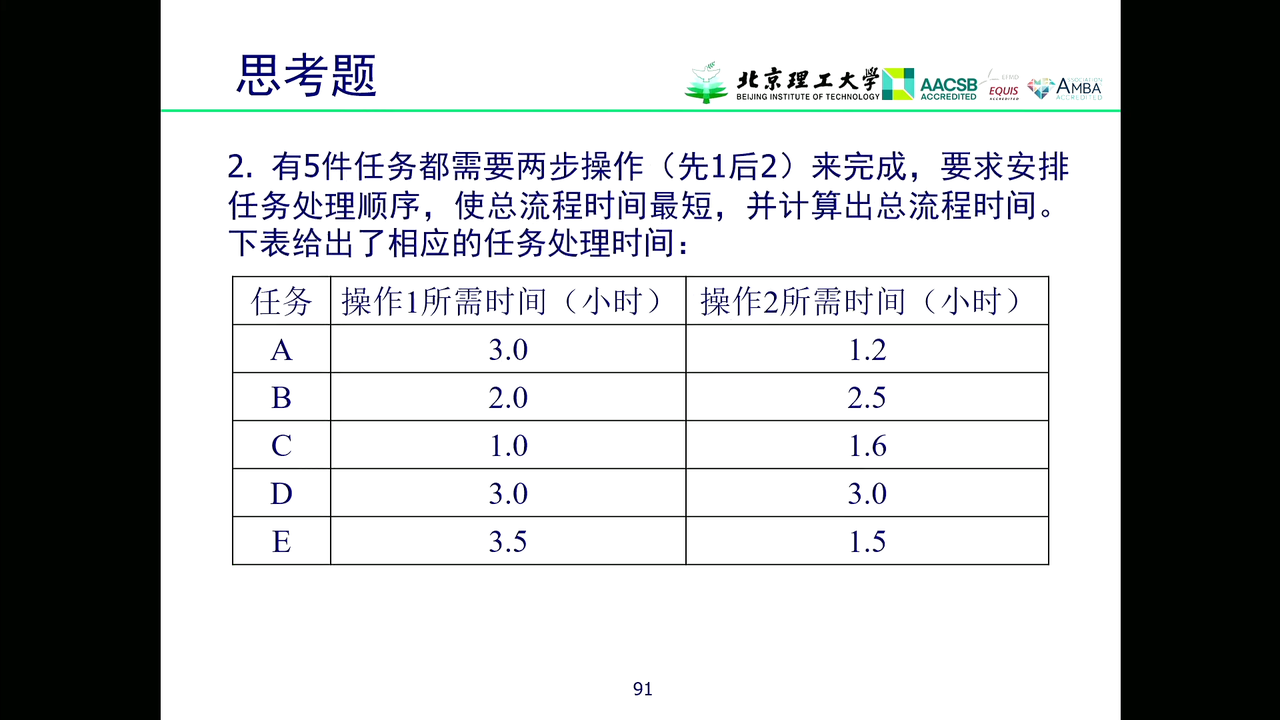 思考题
北京理工大学
BEIJING INSTITUTE OF TECHNOLOGY
AACSB
ACCREDITED
EFMD
EQUIS
ACCREDITED
ASSOCIATION
AMBA
ACCREDITED
2. 有5件任务都需要两步操作（先1后2）来完成，要求安排
任务处理顺序，使总流程时间最短，并计算出总流程时间。
下表给出了相应的任务处理时间：
任务 操作1所需时间（小时） 操作2所需时间（小时）
A 3.0 1.2
B 2.0 2.5
C 1.0 1.6
D 3.0 3.0
E 3.5 1.5
91